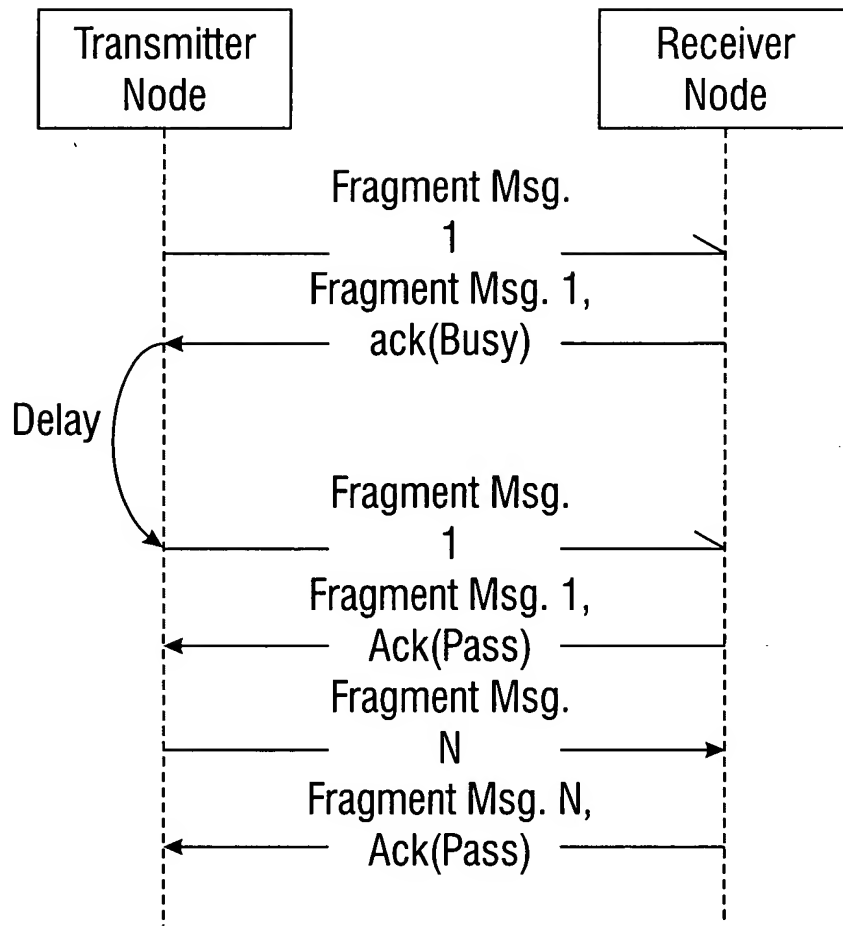 Transmitter
Node
Receiver
Node
Fragment Msg.
1
Fragment Msg. 1,
ack(Busy)
Delay
Fragment Msg.
1
Fragment Msg. 1,
Ack(Pass)
Fragment Msg.
N
Fragment Msg. N,
Ack(Pass)